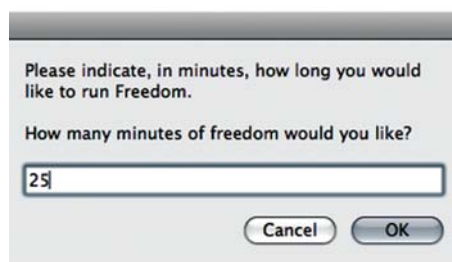 Please indicate, in minutes, how long you would
like to run Freedom.
How many minutes of freedom would you like?
25
Cancel OK